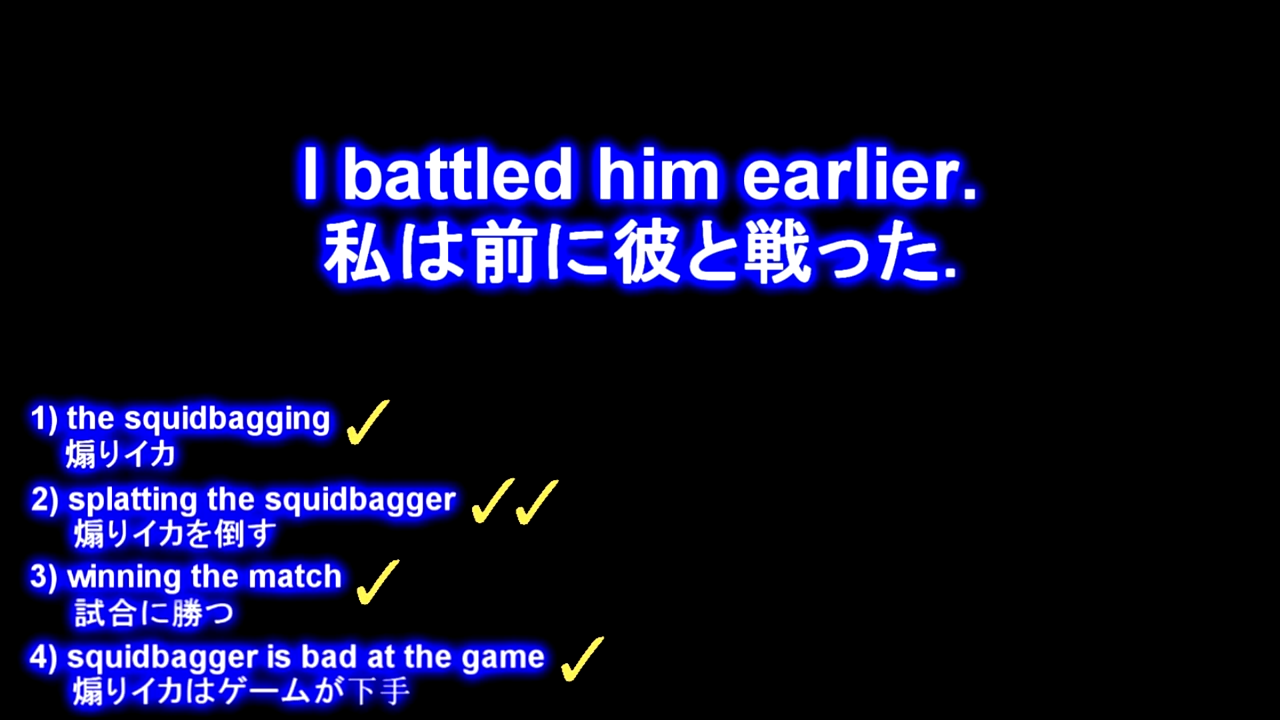 I battled him earlier.
私は前に彼と戦った.
1) the squidbagging ✓
煽りイカ
2) splatting the squidbagger ✓✓
煽りイカを倒す
3) winning the match ✓
試合に勝つ
4) squidbagger is bad at the game ✓
煽りイカはゲームが下手